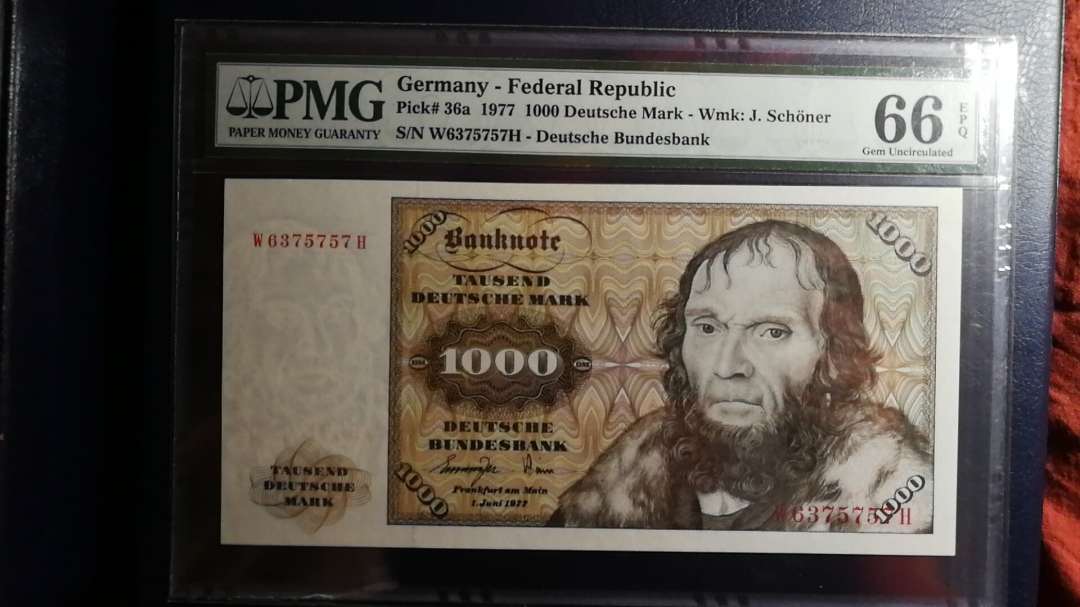 PMG
PAPER MONEY GUARANTY
Germany - Federal Republic
Pick# 36a 1977 1000 Deutsche Mark - Wmk: J. Schöner
S/N W6375757H - Deutsche Bundesbank
66
EPQ
Gem Uncirculated
W6375757H
1000
Banknote
1000
TAUSEND
DEUTSCHE MARK
1000
DEUTSCHE
BUNDESBANK
Frankfurt am Main
1. Juni 1977
TAUSEND
DEUTSCHE
MARK
1000
1000
W6375757H